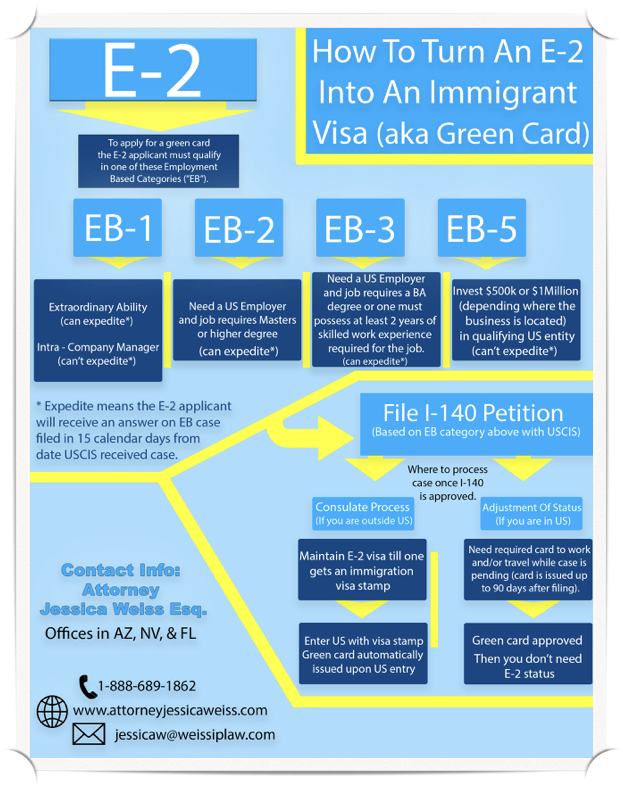 E-2
How To Turn An E-2
Into An Immigrant
Visa (aka Green Card)
To apply for a green card
the E-2 applicant must qualify
in one of these Employment
Based Categories ("EB").
EB-1
EB-2
EB-3
EB-5
Extraordinary Ability
(can expedite*)
Intra - Company Manager
(can't expedite*)
Need a US Employer
and job requires Masters
or higher degree
(can expedite*)
Need a US Employer
and job requires a BA
degree or one must
possess at least 2 years of
skilled work experience
required for the job.
(can expedite*)
Invest $500k or $1Million
(depending where the
business is located)
in qualifying US entity
(can't expedite*)
* Expedite means the E-2 applicant
will receive an answer on EB case
filed in 15 calendar days from
date USCIS received case.
File I-140 Petition
(Based on EB category above with USCIS)
Where to process
case once I-140
is approved.
Consulate Process
(If you are outside US)
Adjustment Of Status
(If you are in US)
Maintain E-2 visa till one
gets an immigration
visa stamp
Need required card to work
and/or travel while case is
pending (card is issued up
to 90 days after filing).
Enter US with visa stamp
Green card automatically
issued upon US entry
Green card approved
Then you don't need
E-2 status
Contact Info:
Attorney
Jessica Weiss Esq.
Offices in AZ, NV, & FL
1-888-689-1862
www.attorneyjessicaweiss.com
jessicaw@weissiplaw.com